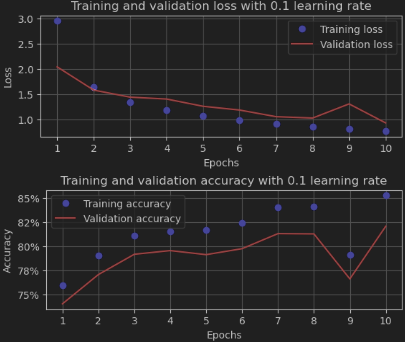 Training and validation loss with 0.1 learning rate
3.0
2.5
2.0
1.5
1.0
Loss
Training loss
Validation loss
1 2 3 4 5 6 7 8 9 10
Epochs
Training and validation accuracy with 0.1 learning rate
85%
82%
80%
78%
75%
Accuracy
Training accuracy
Validation accuracy
1 2 3 4 5 6 7 8 9 10
Epochs